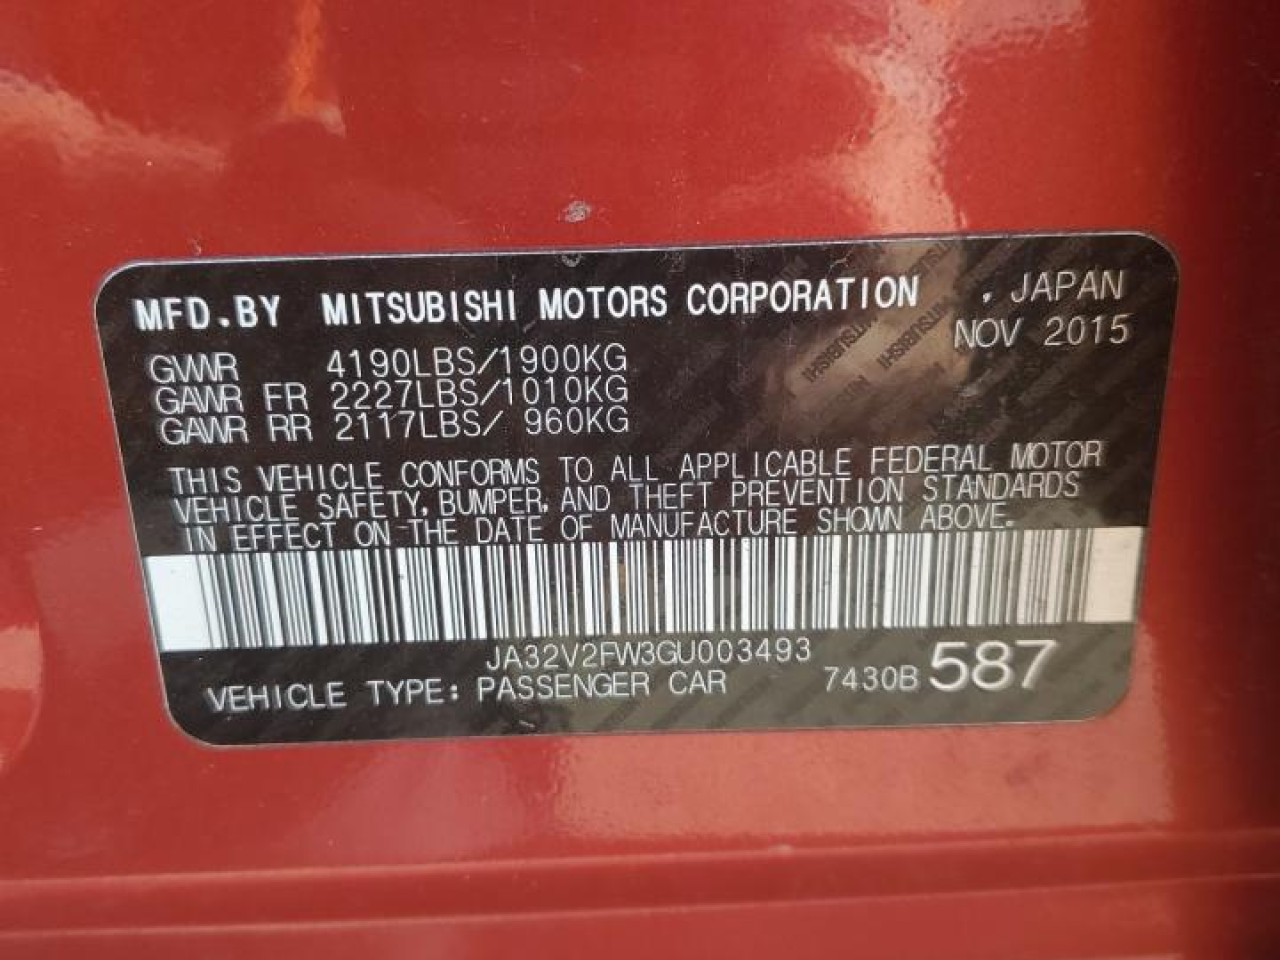 MFD.BY MITSUBISHI MOTORS CORPORATION . JAPAN
NOV 2015
GVWR 4190LBS/1900KG
GAWR FR 2227LBS/1010KG
GAWR RR 2117LBS/ 960KG
THIS VEHICLE CONFORMS TO ALL APPLICABLE FEDERAL MOTOR
VEHICLE SAFETY, BUMPER, AND THEFT PREVENTION STANDARDS
IN EFFECT ON THE DATE OF MANUFACTURE SHOWN ABOVE.
JA32V2FW3GU003493
VEHICLE TYPE: PASSENGER CAR 7430B 587